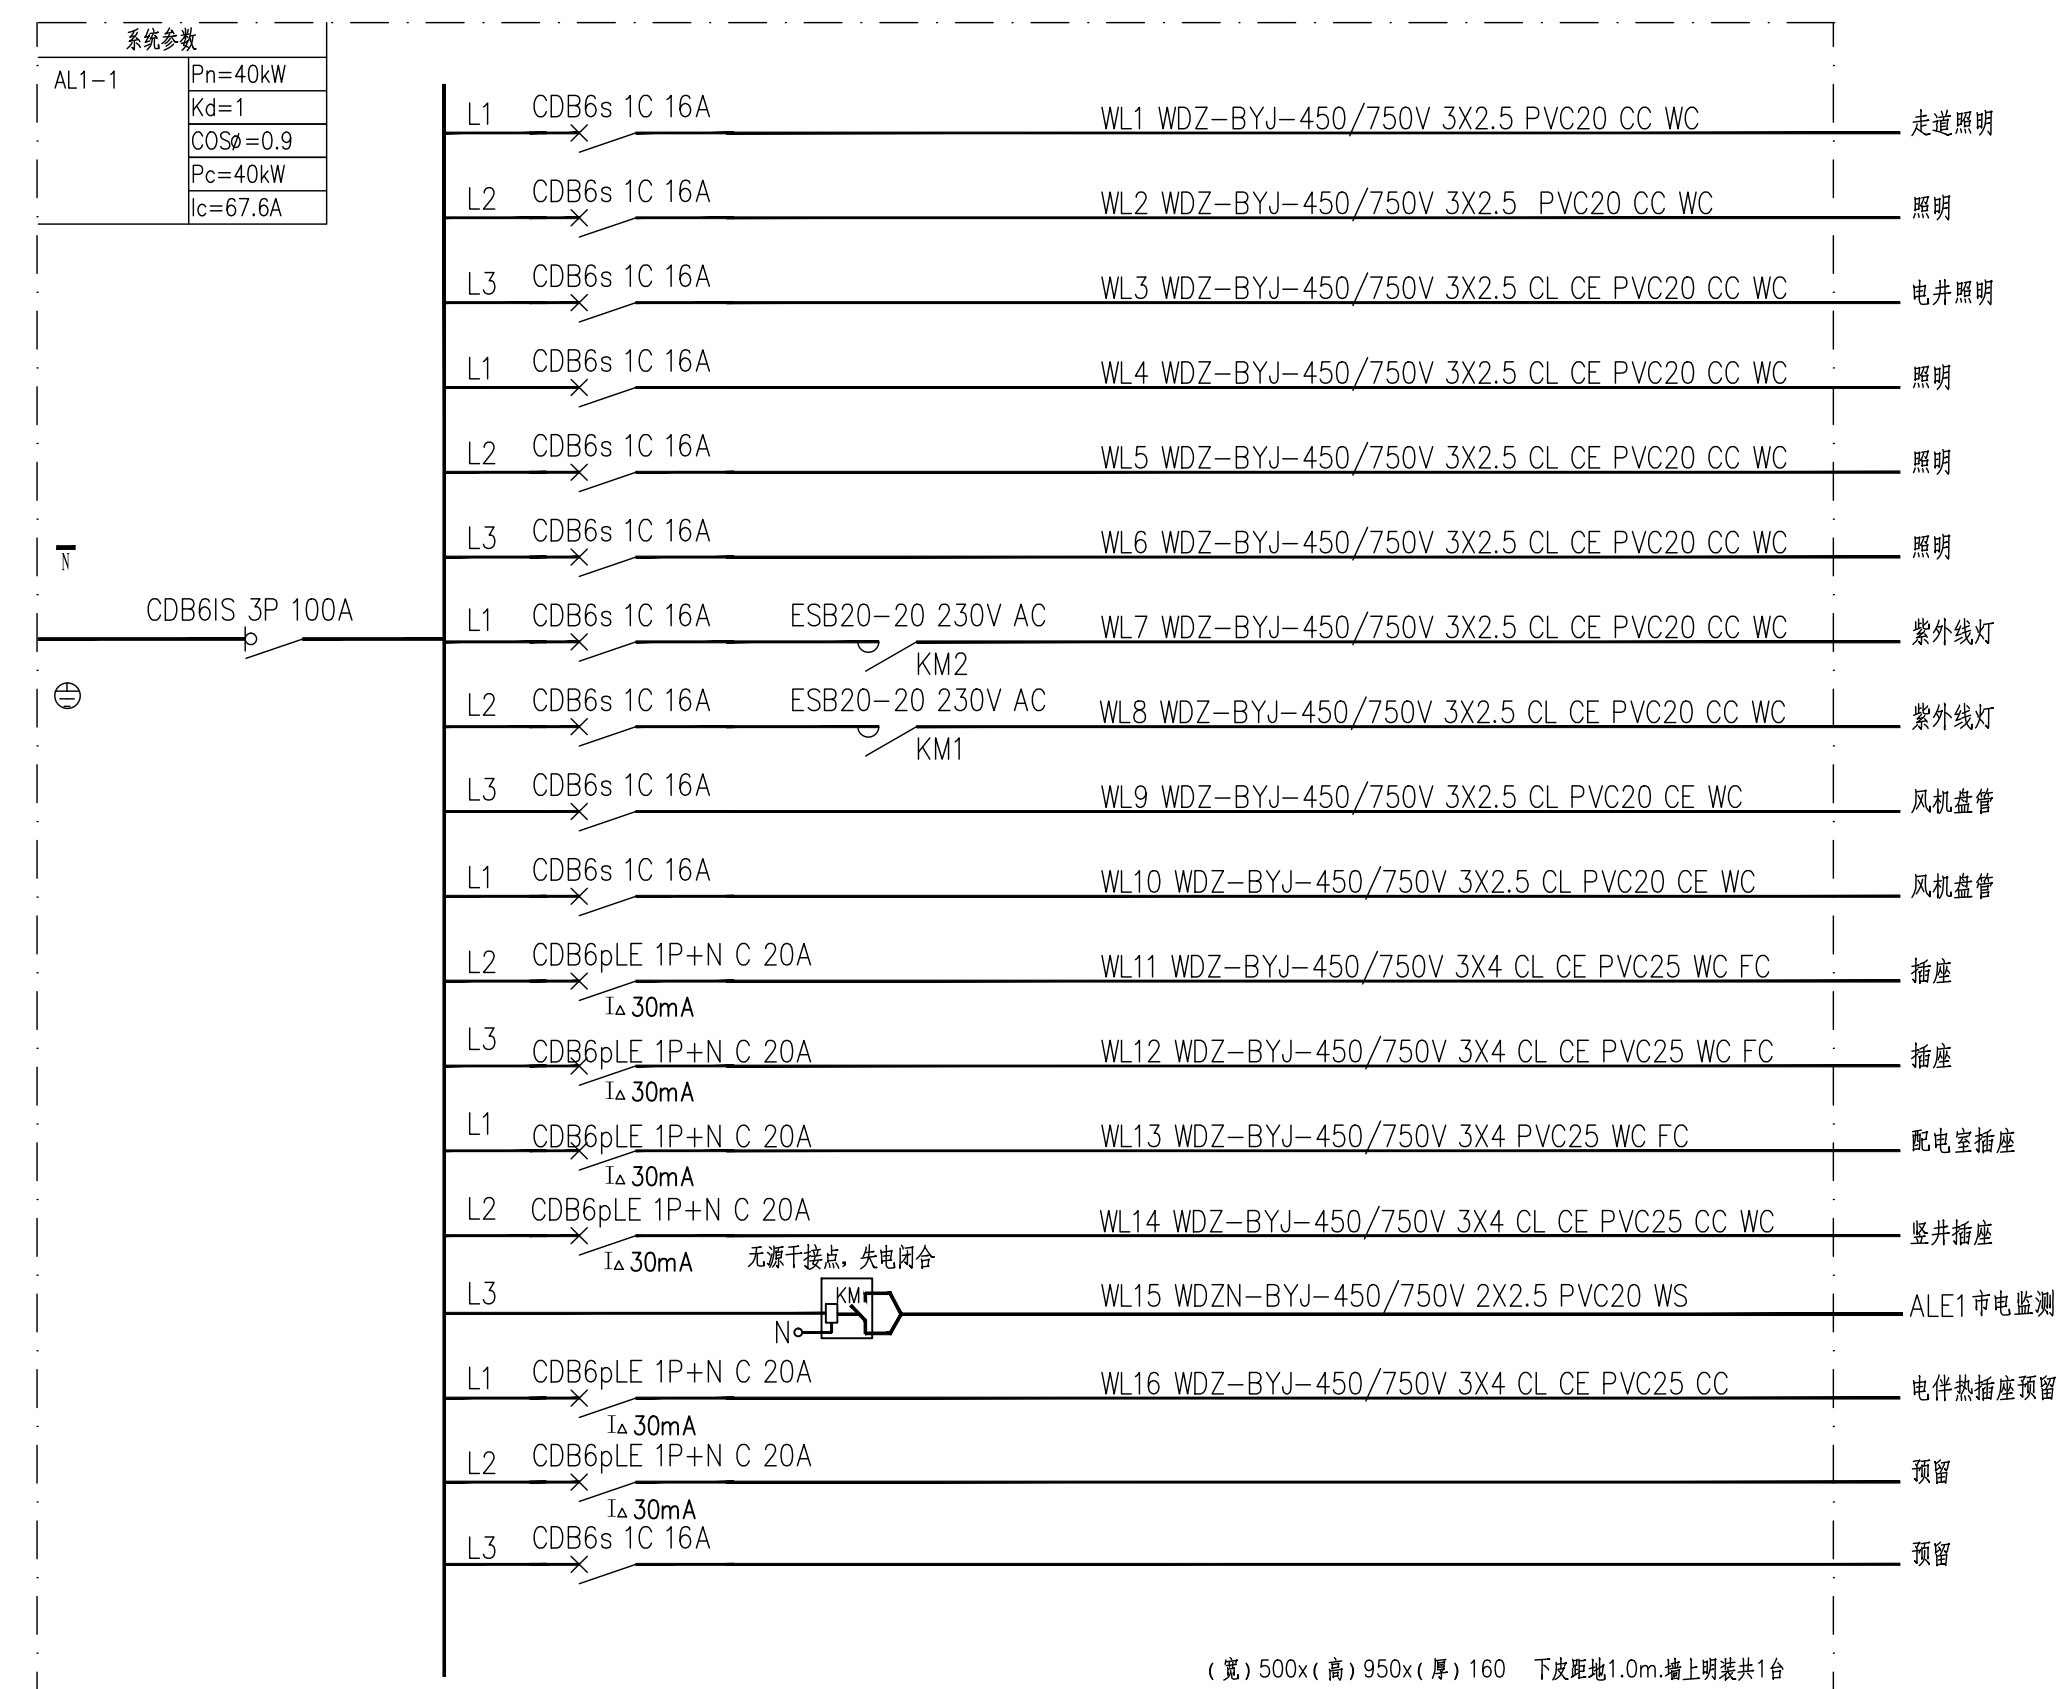 系统参数
AL1-1
Pn=40kW
Kd=1
COSø=0.9
Pc=40kW
Ic=67.6A
N
CDB6IS 3P 100A
L1 CDB6s 1C 16A WL1 WDZ-BYJ-450/750V 3X2.5 PVC20 CC WC 走道照明
L2 CDB6s 1C 16A WL2 WDZ-BYJ-450/750V 3X2.5 PVC20 CC WC 照明
L3 CDB6s 1C 16A WL3 WDZ-BYJ-450/750V 3X2.5 CL CE PVC20 CC WC 电井照明
L1 CDB6s 1C 16A WL4 WDZ-BYJ-450/750V 3X2.5 CL CE PVC20 CC WC 照明
L2 CDB6s 1C 16A WL5 WDZ-BYJ-450/750V 3X2.5 CL CE PVC20 CC WC 照明
L3 CDB6s 1C 16A WL6 WDZ-BYJ-450/750V 3X2.5 CL CE PVC20 CC WC 照明
L1 CDB6s 1C 16A ESB20-20 230V AC WL7 WDZ-BYJ-450/750V 3X2.5 CL CE PVC20 CC WC 紫外线灯
KM2
L2 CDB6s 1C 16A ESB20-20 230V AC WL8 WDZ-BYJ-450/750V 3X2.5 CL CE PVC20 CC WC 紫外线灯
KM1
L3 CDB6s 1C 16A WL9 WDZ-BYJ-450/750V 3X2.5 CL PVC20 CE WC 风机盘管
L1 CDB6s 1C 16A WL10 WDZ-BYJ-450/750V 3X2.5 CL PVC20 CE WC 风机盘管
L2 CDB6pLE 1P+N C 20A WL11 WDZ-BYJ-450/750V 3X4 CL CE PVC25 WC FC 插座
I△30mA
L3 CDB6pLE 1P+N C 20A WL12 WDZ-BYJ-450/750V 3X4 CL CE PVC25 WC FC 插座
I△30mA
L1 CDB6pLE 1P+N C 20A WL13 WDZ-BYJ-450/750V 3X4 PVC25 WC FC 配电室插座
I△30mA
L2 CDB6pLE 1P+N C 20A WL14 WDZ-BYJ-450/750V 3X4 CL CE PVC25 CC WC 竖井插座
I△30mA 无源干接点，失电闭合
L3 KM WL15 WDZN-BYJ-450/750V 2X2.5 PVC20 WS ALE1市电监测
N
L1 CDB6pLE 1P+N C 20A WL16 WDZ-BYJ-450/750V 3X4 CL CE PVC25 CC 电伴热插座预留
I△30mA
L2 CDB6pLE 1P+N C 20A 预留
I△30mA
L3 CDB6s 1C 16A 预留
(宽)500x(高)950x(厚)160 下皮距地1.0m.墙上明装共1台